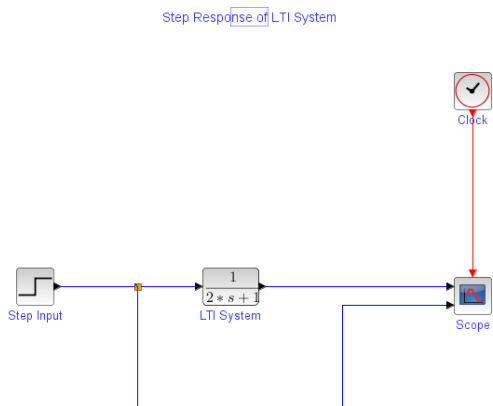 Step Response of LTI System
Clock
1
2 * s + 1
Step Input
LTI System
Scope